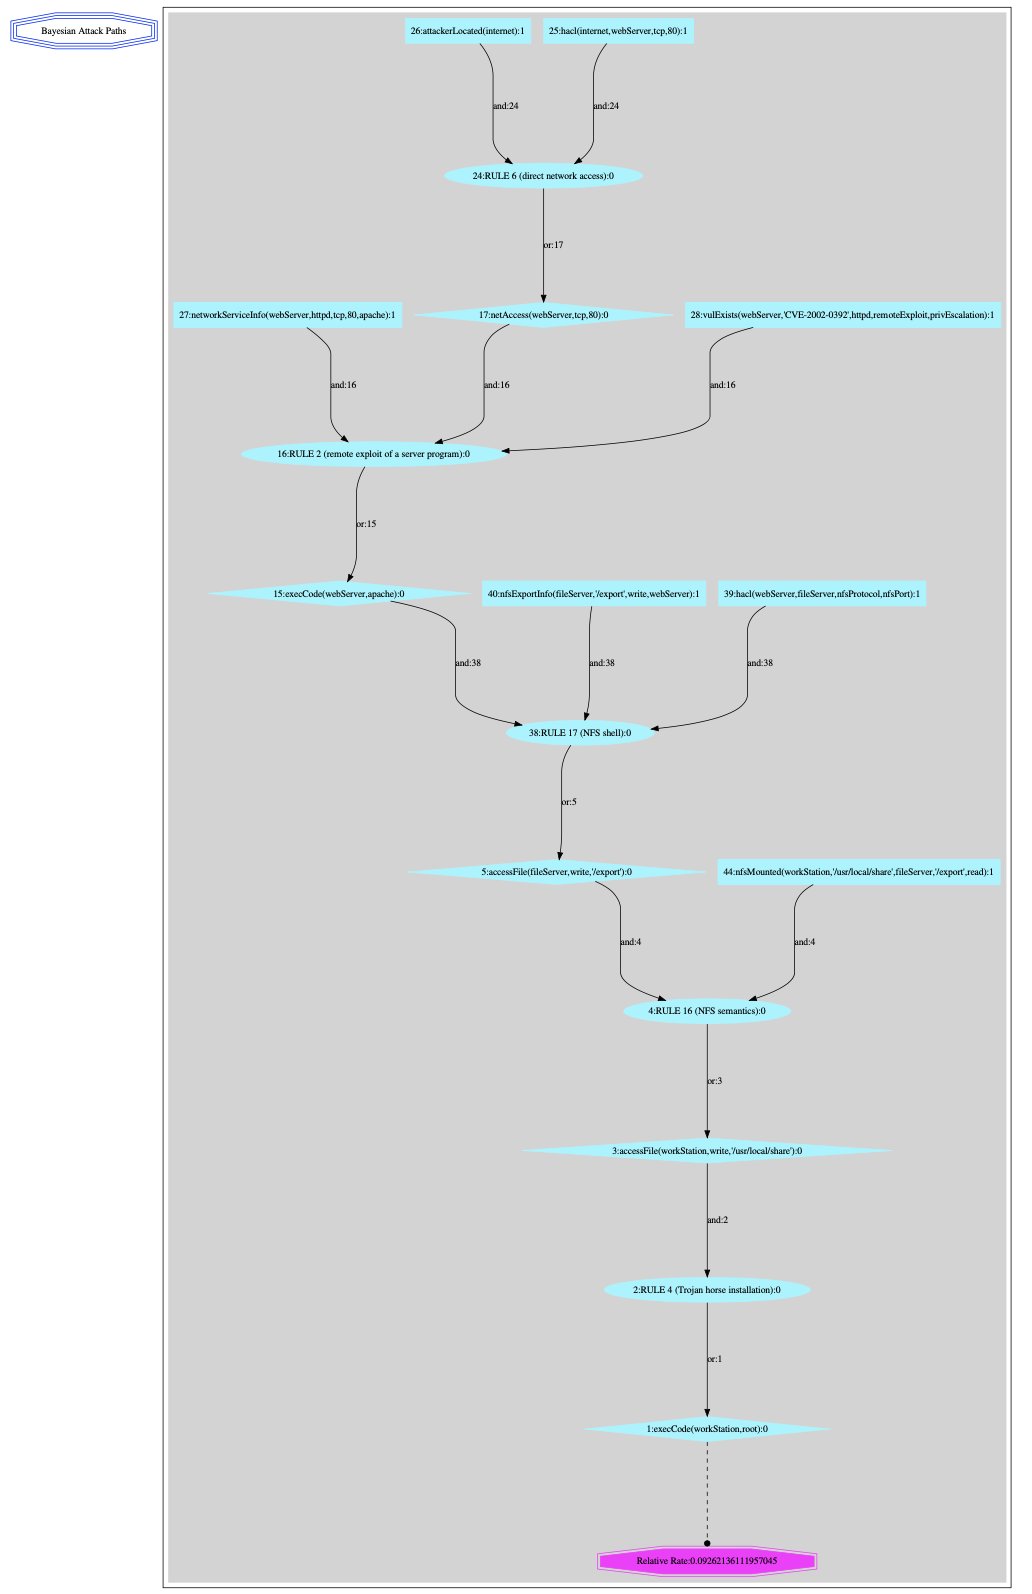 Bayesian Attack Paths
26:attackerLocated(internet):1
25:hacl(internet,webServer,tcp,80):1
and:24
and:24
24:RULE 6 (direct network access):0
or:17
27:networkServiceInfo(webServer,httpd,tcp,80,apache):1
17:netAccess(webServer,tcp,80):0
28:vulExists(webServer,'CVE-2002-0392',httpd,remoteExploit,privEscalation):1
and:16
and:16
and:16
16:RULE 2 (remote exploit of a server program):0
or:15
15:execCode(webServer,apache):0
40:nfsExportInfo(fileServer,'/export',write,webServer):1
39:hacl(webServer,fileServer,nfsProtocol,nfsPort):1
and:38
and:38
and:38
38:RULE 17 (NFS shell):0
or:5
5:accessFile(fileServer,write,'/export'):0
44:nfsMounted(workStation,'/usr/local/share',fileServer,'/export',read):1
and:4
and:4
4:RULE 16 (NFS semantics):0
or:3
3:accessFile(workStation,write,'/usr/local/share'):0
and:2
2:RULE 4 (Trojan horse installation):0
or:1
1:execCode(workStation,root):0
Relative Rate:0.09262136111957045